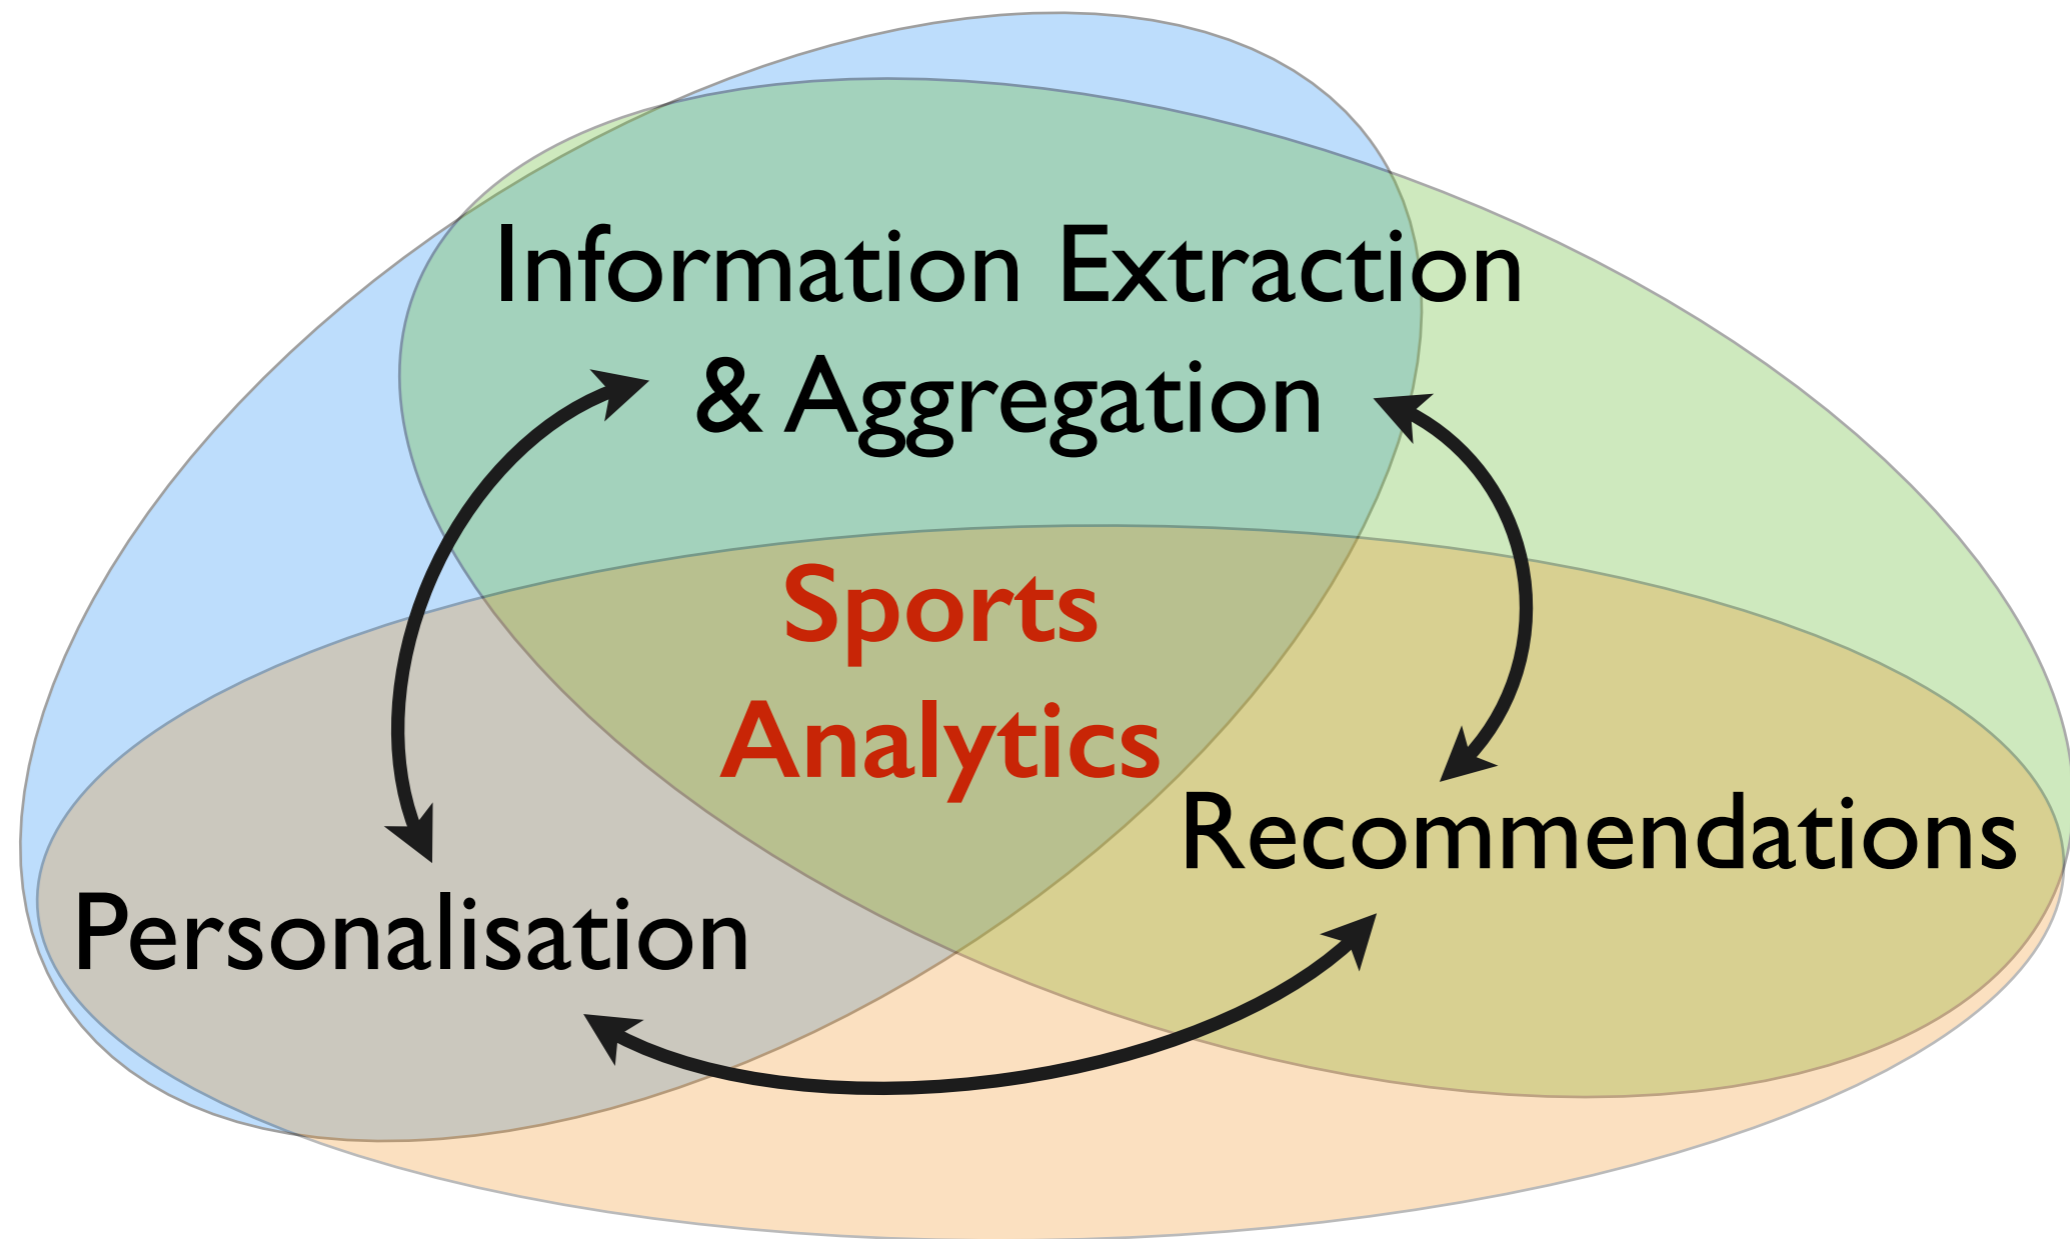 Information Extraction
& Aggregation
Sports
Analytics
Recommendations
Personalisation